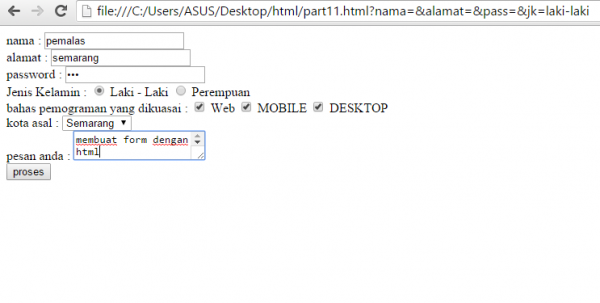 file:///C:/Users/ASUS/Desktop/html/part11.html?nama=&alamat=&pass=&jk=laki-laki
nama : pemalas
alamat : semarang
password : •••
Jenis Kelamin : Laki - Laki Perempuan
bahas pemograman yang dikuasai : Web MOBILE DESKTOP
kota asal : Semarang
membuat form dengan
pesan anda : html
proses